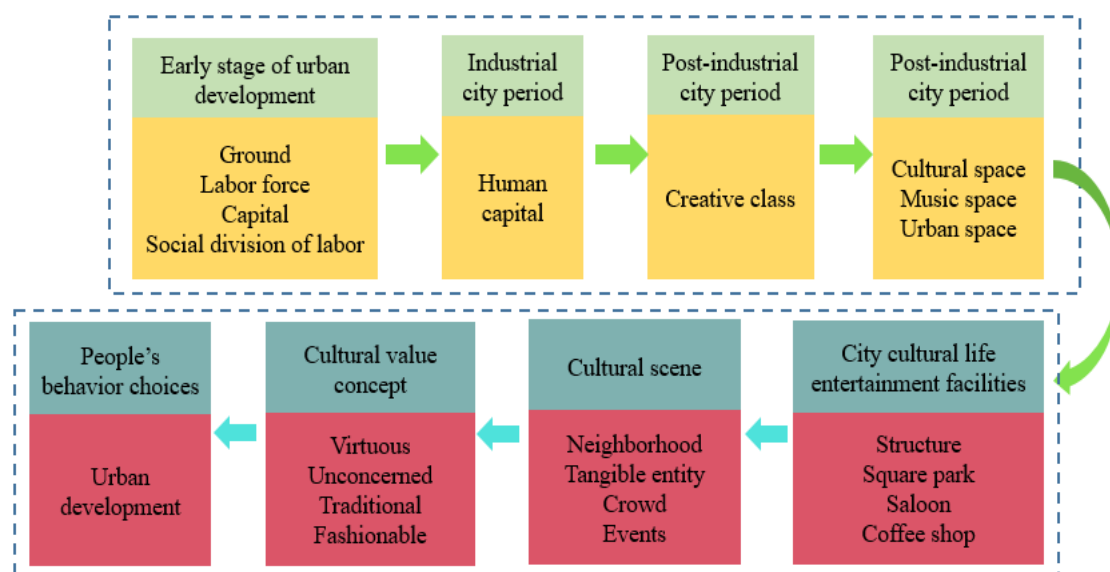 Early stage of urban
development
Ground
Labor force
Capital
Social division of labor
Industrial
city period
Human
capital
Post-industrial
city period
Creative class
Post-industrial
city period
Cultural space
Music space
Urban space
People’s
behavior choices
Urban
development
Cultural value
concept
Virtuous
Unconcerned
Traditional
Fashionable
Cultural scene
Neighborhood
Tangible entity
Crowd
Events
City cultural life
entertainment facilities
Structure
Square park
Saloon
Coffee shop